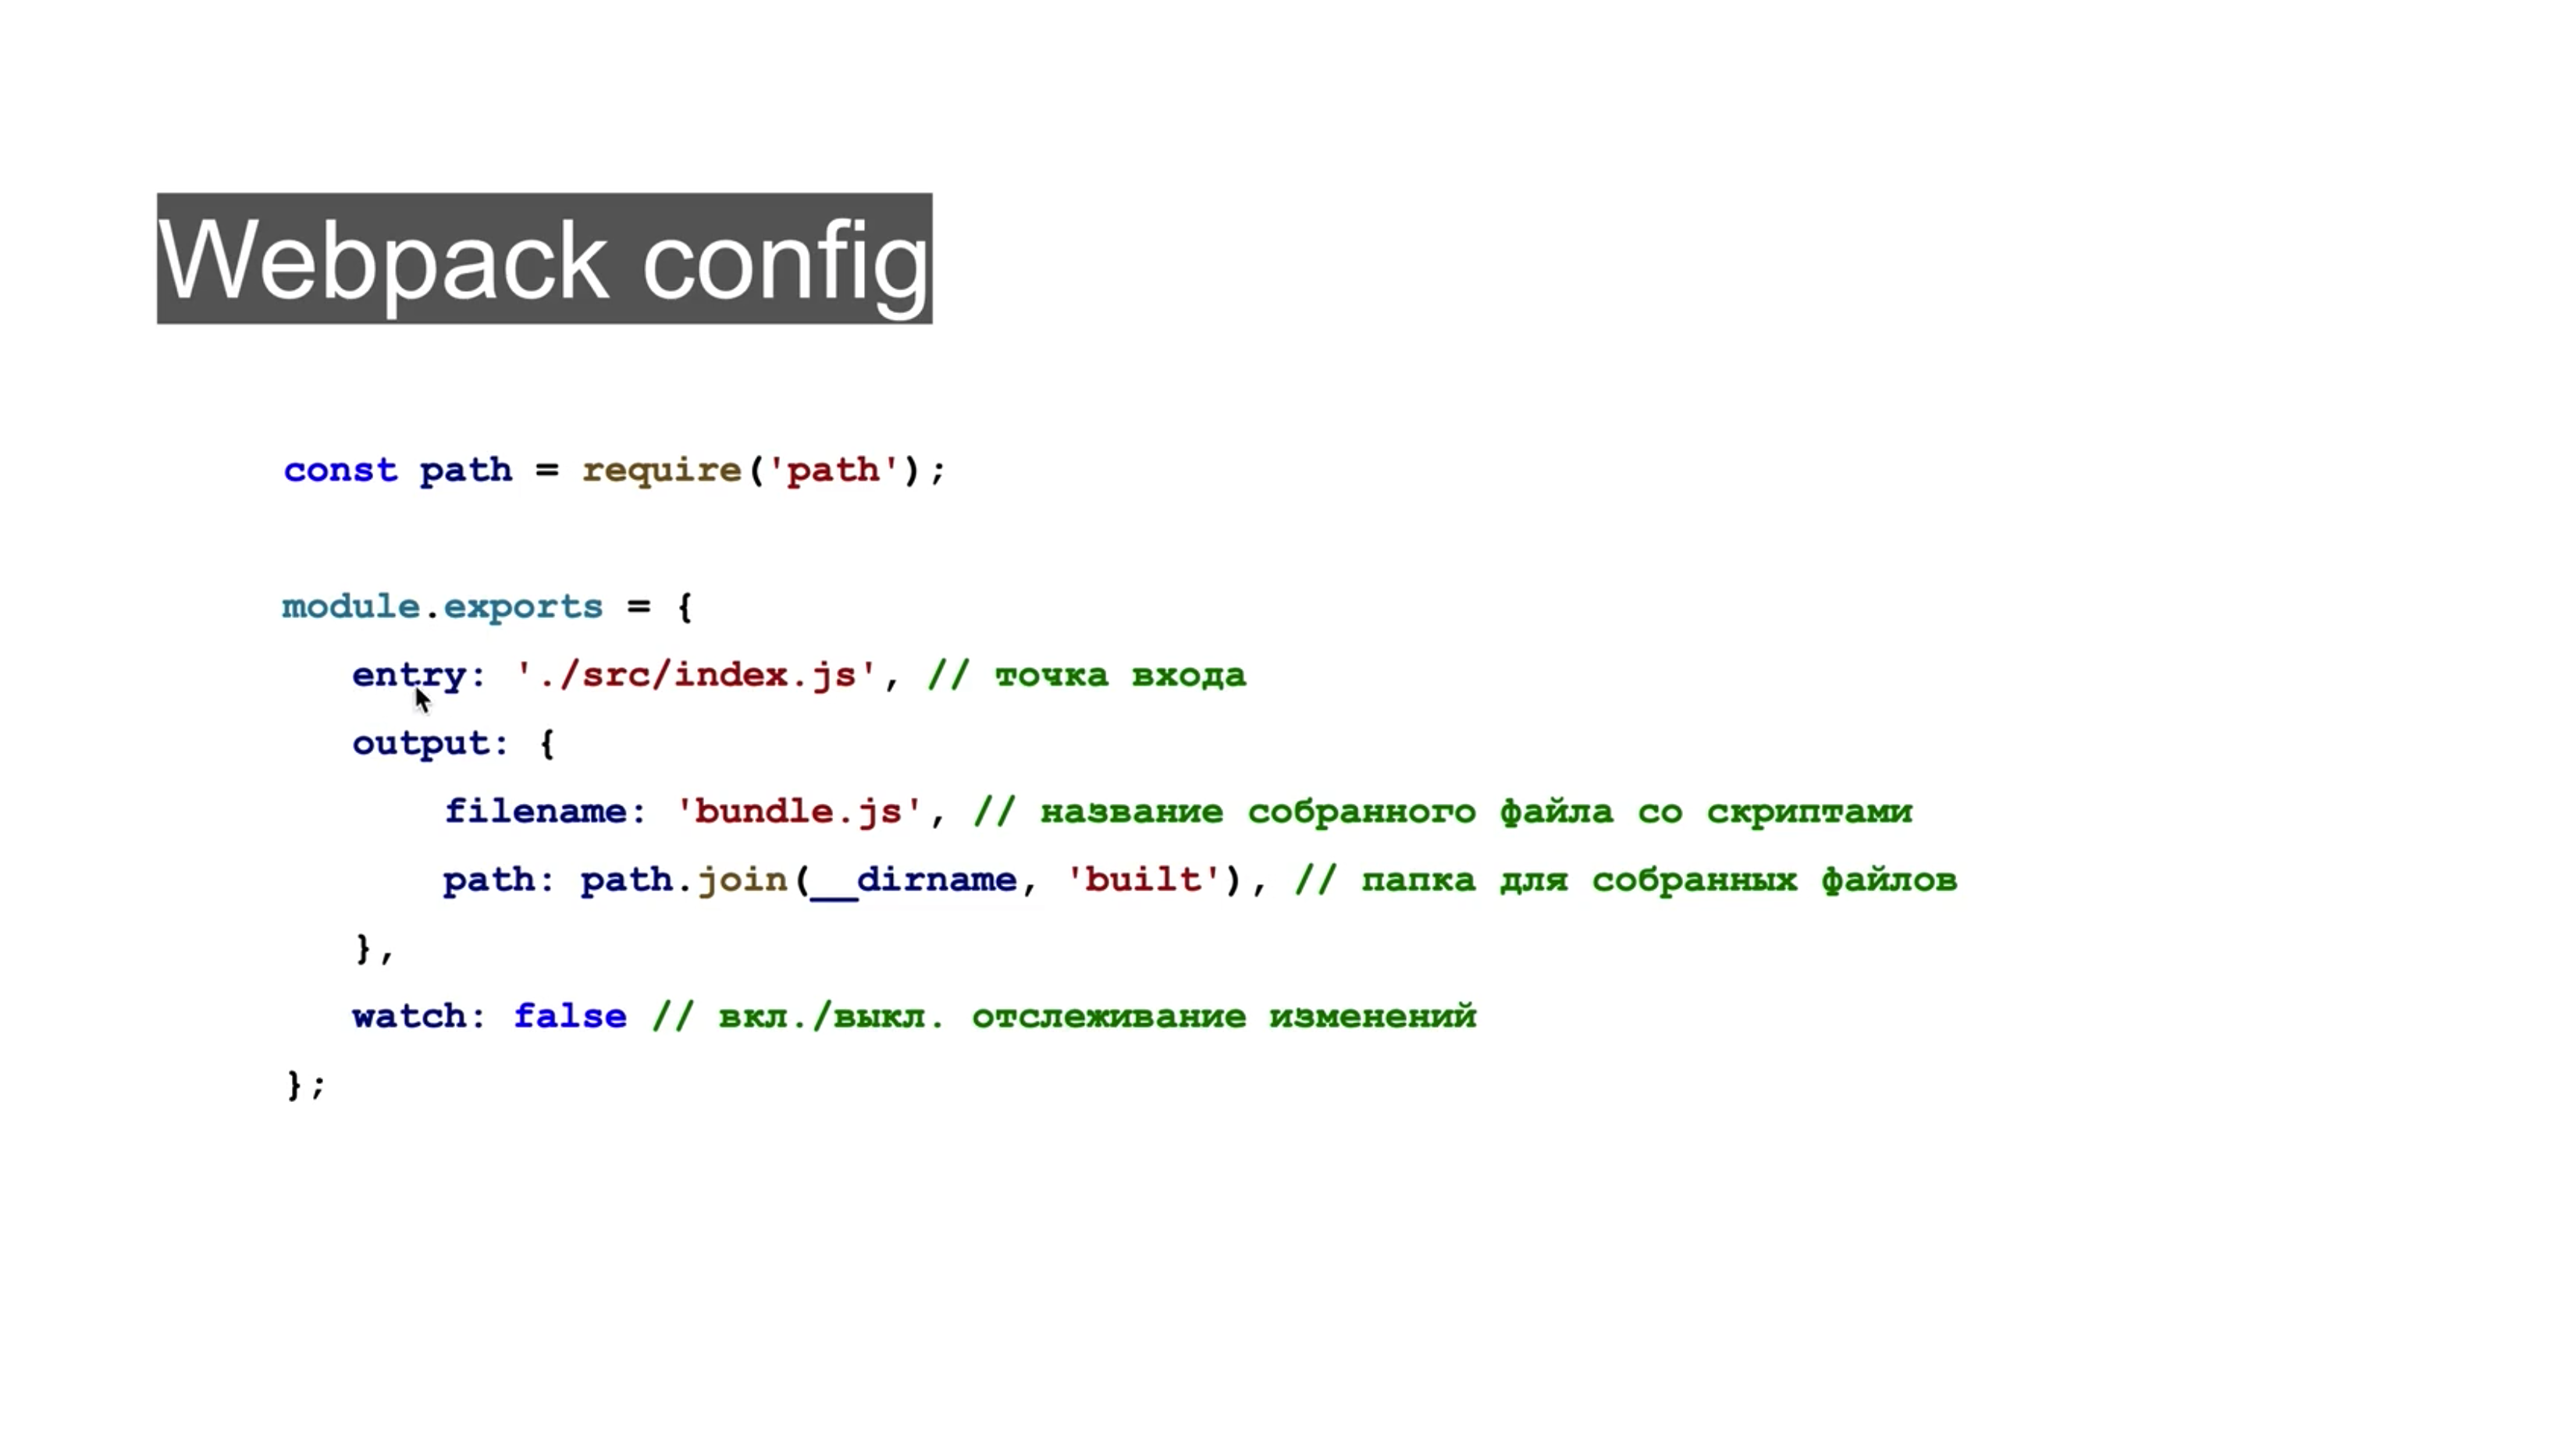 Webpack config
const path = require('path');
module.exports = {
entry: './src/index.js', // точка входа
output: {
filename: 'bundle.js', // название собранного файла со скриптами
path: path.join(__dirname, 'built'), // папка для собранных файлов
},
watch: false // вкл./выкл. отслеживание изменений
};